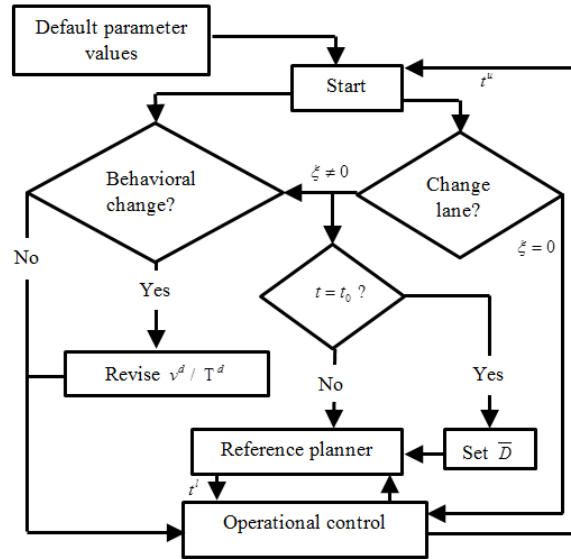 Default parameter
values
Start
t^u
Behavioral
change?
ξ ≠ 0
Change
lane?
ξ = 0
No
t = t_0 ?
Yes
No
Yes
Revise v^d / T^d
Reference planner
Set D̅
t^l
Operational control